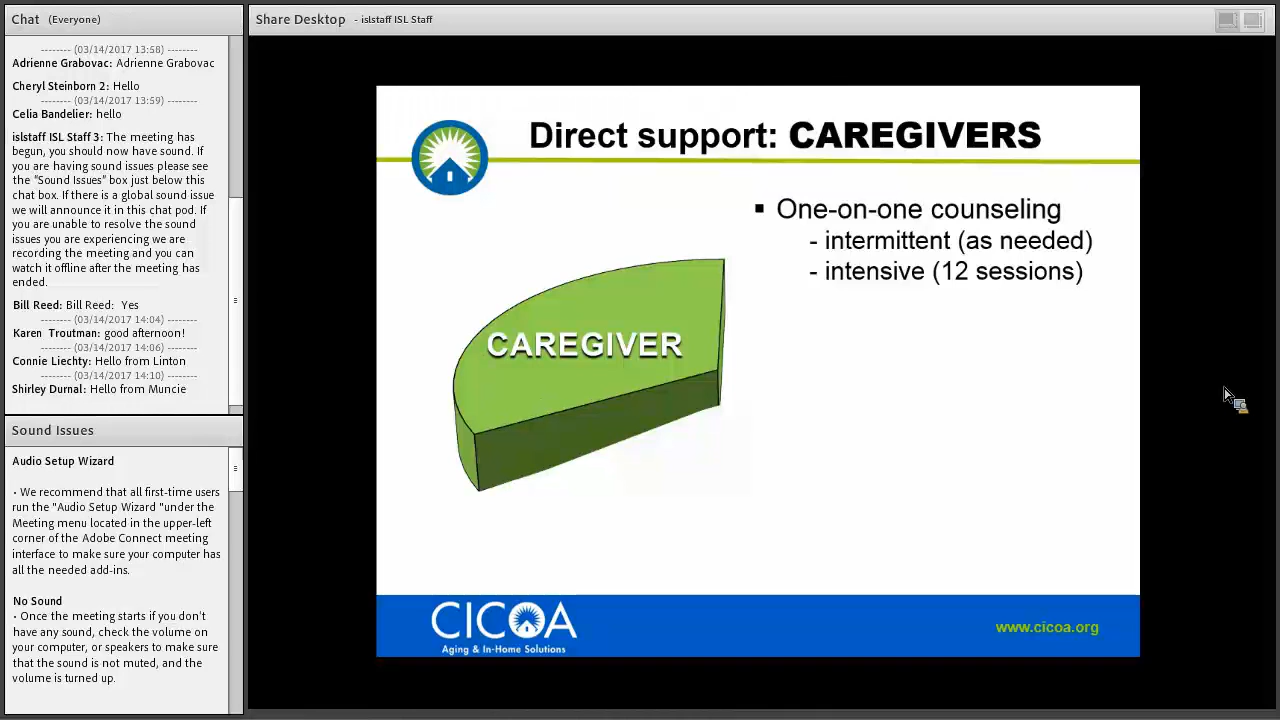 Chat (Everyone)
-------- (03/14/2017 13:58) --------
Adrienne Grabovac: Adrienne Grabovac
Cheryl Steinborn 2: Hello
-------- (03/14/2017 13:59) --------
Celia Bandelier: hello
islstaff ISL Staff 3: The meeting has
begun, you should now have sound. If
you are having sound issues please see
the "Sound Issues" box just below this
chat box. If there is a global sound issue
we will announce it in this chat pod. If
you are unable to resolve the sound
issues you are experiencing we are
recording the meeting and you can
watch it offline after the meeting has
ended.
Bill Reed: Bill Reed: Yes
-------- (03/14/2017 14:04) --------
Karen Troutman: good afternoon!
-------- (03/14/2017 14:06) --------
Connie Liechty: Hello from Linton
-------- (03/14/2017 14:10) --------
Shirley Durnal: Hello from Muncie
Sound Issues
Audio Setup Wizard
• We recommend that all first-time users
run the "Audio Setup Wizard "under the
Meeting menu located in the upper-left
corner of the Adobe Connect meeting
interface to make sure your computer has
all the needed add-ins.
No Sound
• Once the meeting starts if you don't
have any sound, check the volume on
your computer, or speakers to make sure
that the sound is not muted, and the
volume is turned up.
Share Desktop - islstaff ISL Staff
Direct support: CAREGIVERS
▪ One-on-one counseling
- intermittent (as needed)
- intensive (12 sessions)
CAREGIVER
CICOA
Aging & In-Home Solutions
www.cicoa.org